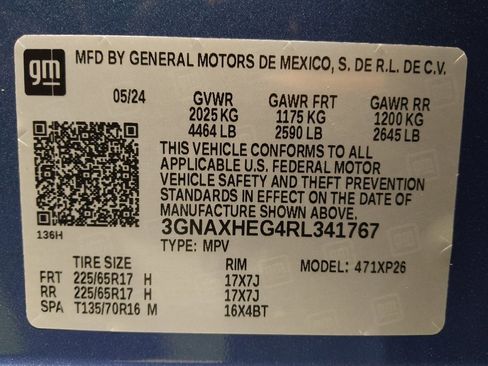 gm
MFD BY GENERAL MOTORS DE MEXICO, S. DE R.L. DE C.V.
05/24 GVWR GAWR FRT GAWR RR
2025 KG 1175 KG 1200 KG
4464 LB 2590 LB 2645 LB
THIS VEHICLE CONFORMS TO ALL
APPLICABLE U.S. FEDERAL MOTOR
VEHICLE SAFETY AND THEFT PREVENTION
STANDARDS IN EFFECT ON THE DATE OF
MANUFACTURE SHOWN ABOVE.
136H 3GNAXHEG4RL341767
TYPE: MPV
TIRE SIZE RIM MODEL: 471XP26
FRT 225/65R17 H 17X7J
RR 225/65R17 H 17X7J
SPA T135/70R16 M 16X4BT